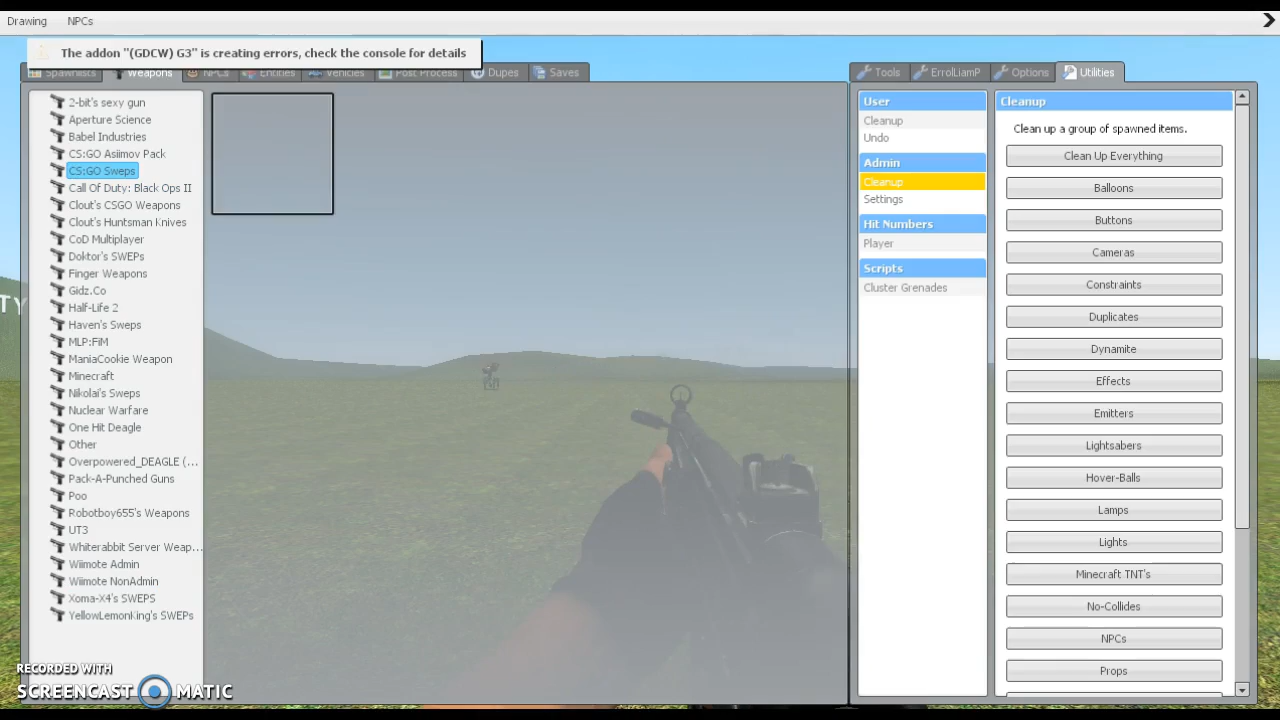 Drawing NPCs
The addon "(GDCW) G3" is creating errors, check the console for details
Spawnlists Weapons NPCs Entities Vehicles Post Process Dupes Saves
Tools ErrolLiamP Options Utilities
2-bit's sexy gun
Aperture Science
Babel Industries
CS:GO Asiimov Pack
CS:GO Sweps
Call Of Duty: Black Ops II
Clout's CSGO Weapons
Clout's Huntsman Knives
CoD Multiplayer
Doktor's SWEPs
Finger Weapons
Gidz.Co
Half-Life 2
Haven's Sweps
MLP:FiM
ManiaCookie Weapon
Minecraft
Nikolai's Sweps
Nuclear Warfare
One Hit Deagle
Other
Overpowered_DEAGLE (...
Pack-A-Punched Guns
Poo
Robotboy655's Weapons
UT3
Whiterabbit Server Weap...
Wiimote Admin
Wiimote NonAdmin
Xoma-X4's SWEPS
YellowLemonKing's SWEPs
TY
User
Cleanup
Undo
Admin
Cleanup
Settings
Hit Numbers
Player
Scripts
Cluster Grenades
Cleanup
Clean up a group of spawned items.
Clean Up Everything
Balloons
Buttons
Cameras
Constraints
Duplicates
Dynamite
Effects
Emitters
Lightsabers
Hover-Balls
Lamps
Lights
Minecraft TNT's
No-Collides
NPCs
Props
RECORDED WITH
SCREENCAST MATIC